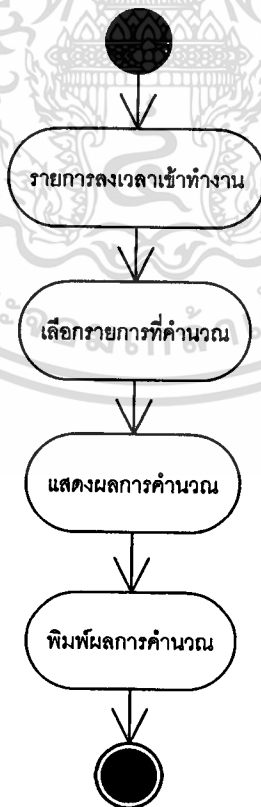 รายการลงเวลาเข้าทำงาน
เลือกรายการที่คำนวณ
แสดงผลการคำนวณ
พิมพ์ผลการคำนวณ